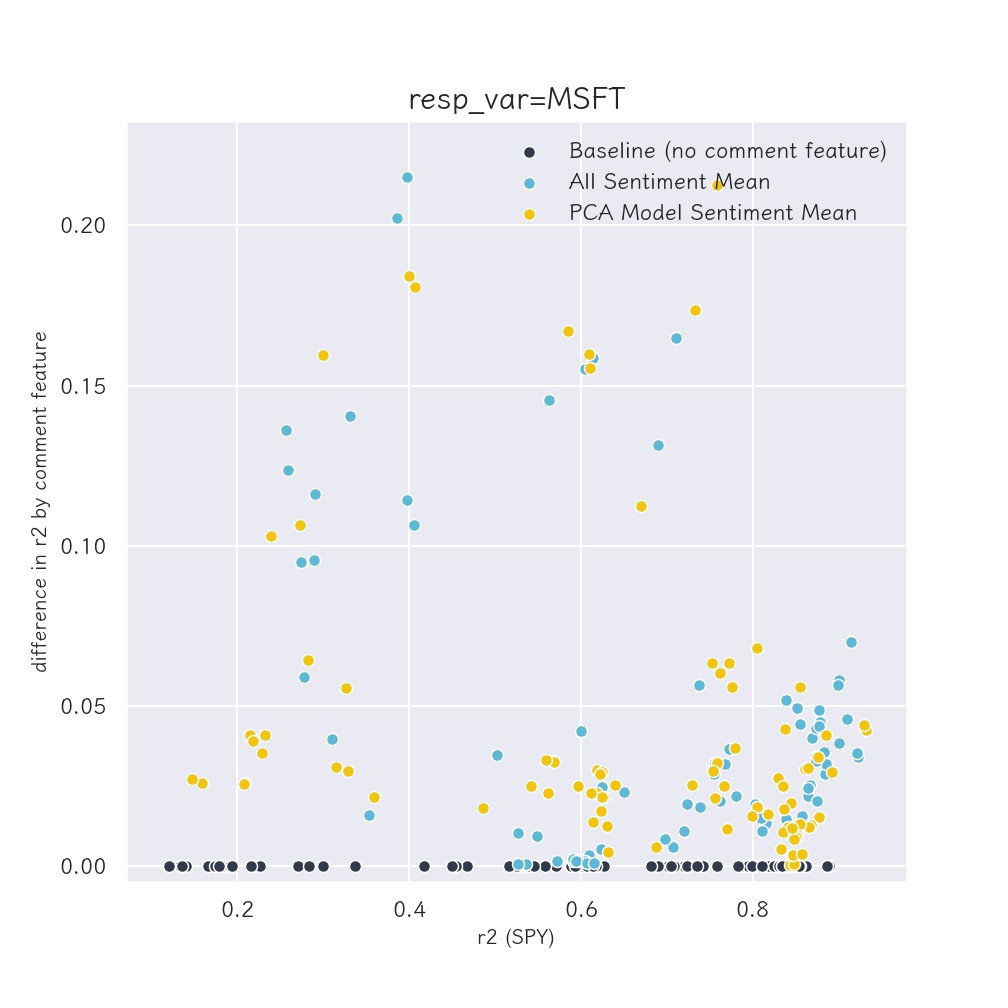 resp_var=MSFT
Baseline (no comment feature)
All Sentiment Mean
PCA Model Sentiment Mean
0.20
0.15
0.10
0.05
0.00
difference in r2 by comment feature
0.2 0.4 0.6 0.8
r2 (SPY)